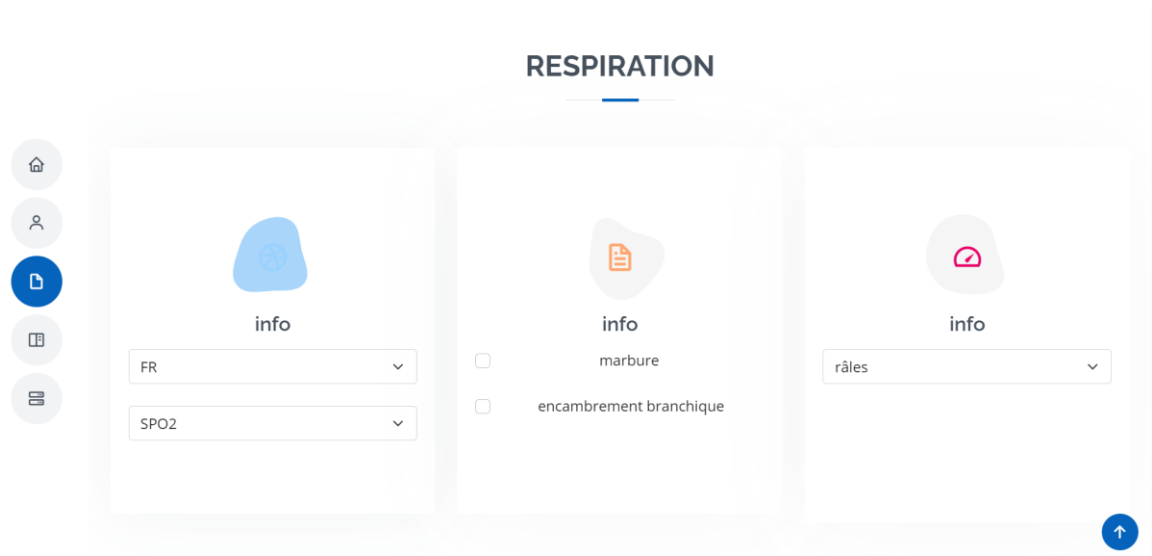 RESPIRATION
info
FR
SPO2
info
marbure
encambrement branchique
info
râles